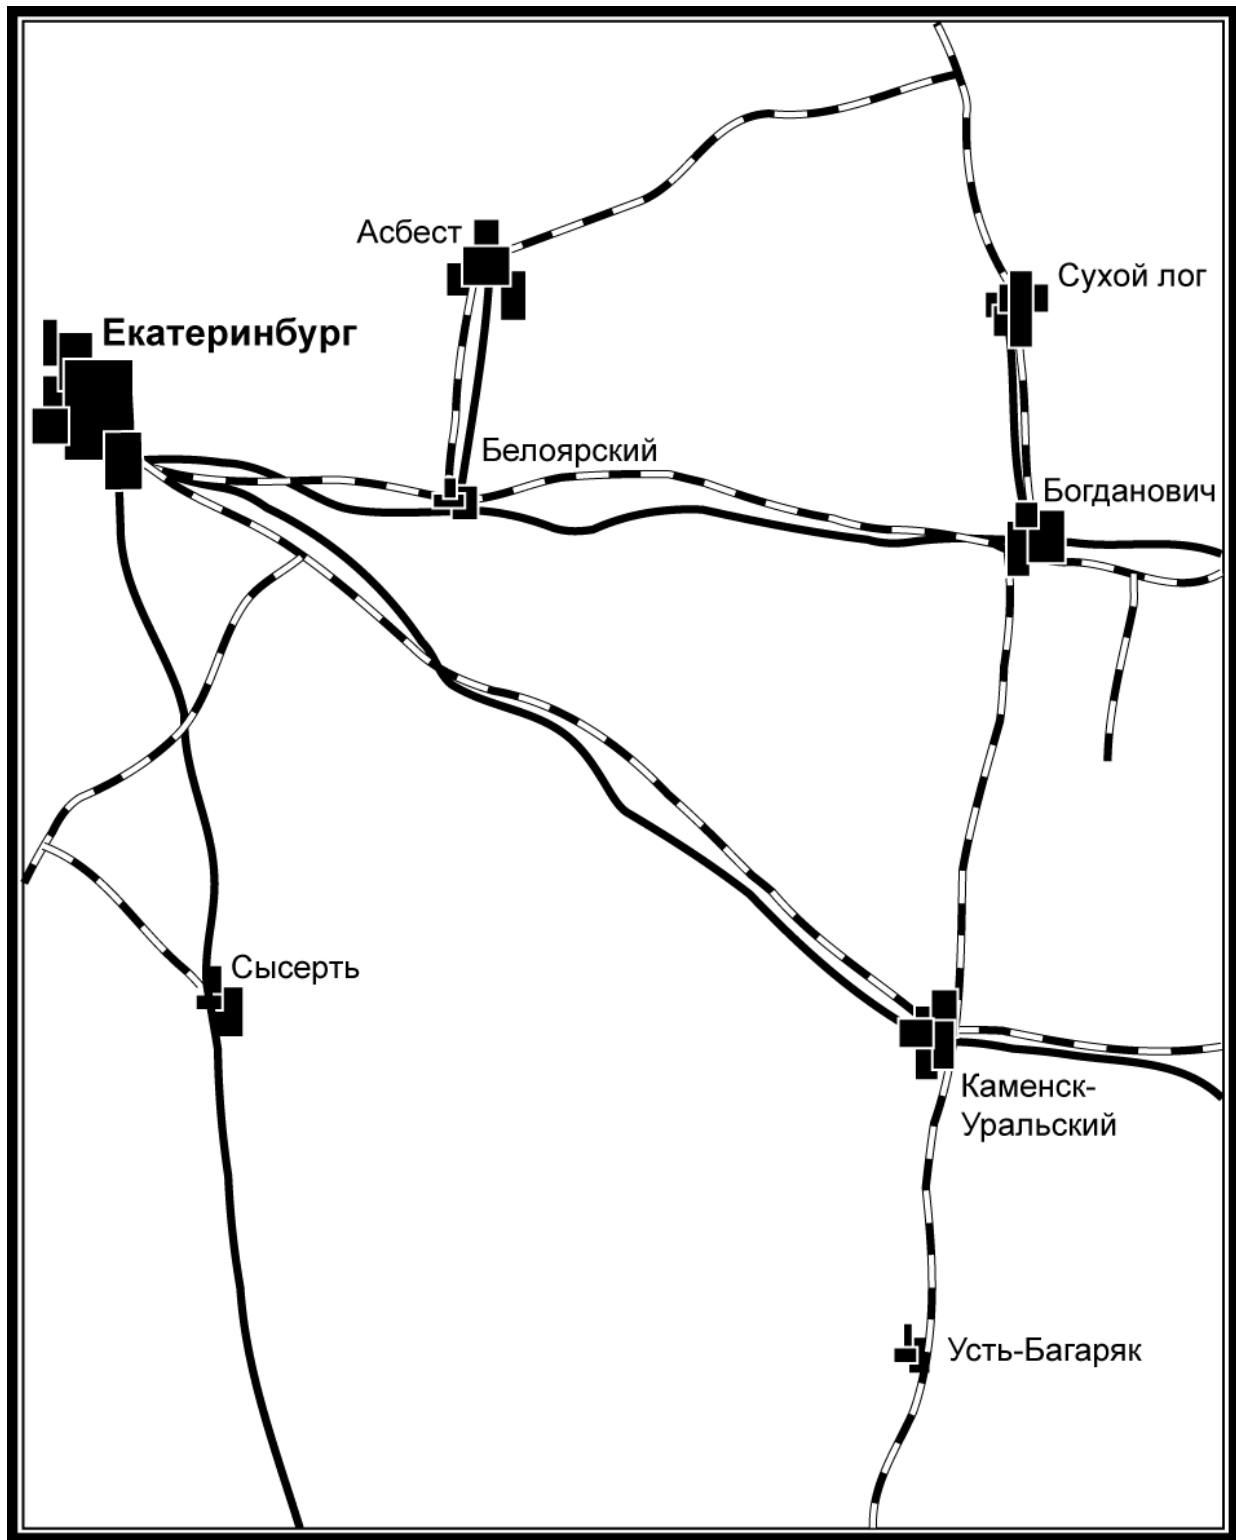 Асбест
Сухой лог
Екатеринбург
Белоярский
Богданович
Сысерть
Каменск-
Уральский
Усть-Багаряк